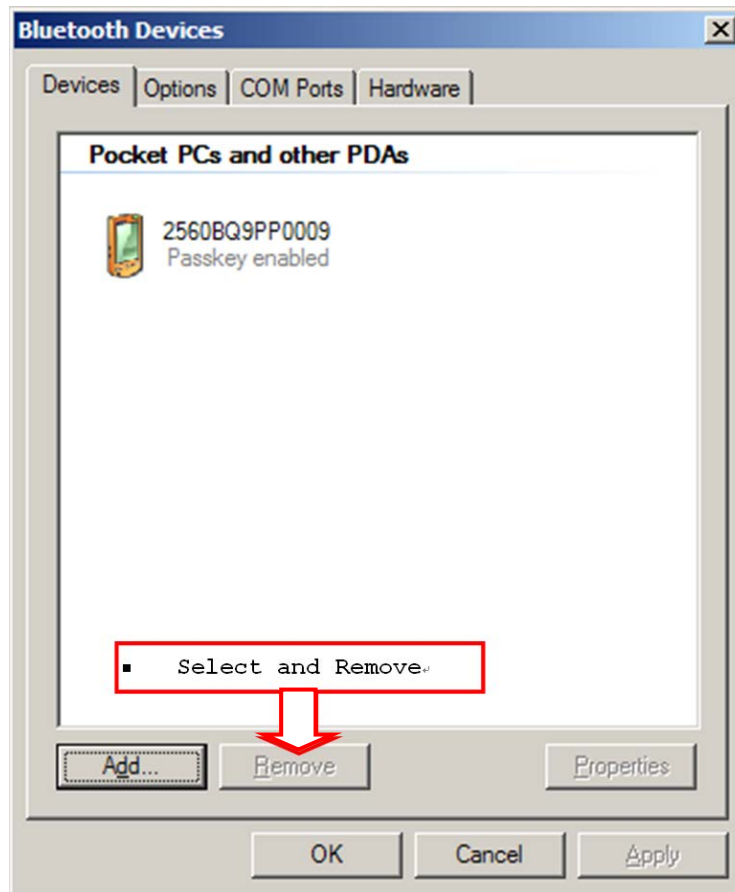 Bluetooth Devices
Devices Options COM Ports Hardware
Pocket PCs and other PDAs
2560BQ9PP0009
Passkey enabled
▪ Select and Remove↵
Add... Remove Properties
OK Cancel Apply